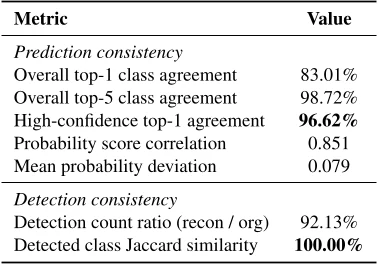 Metric Value
Prediction consistency
Overall top-1 class agreement 83.01%
Overall top-5 class agreement 98.72%
High-confidence top-1 agreement 96.62%
Probability score correlation 0.851
Mean probability deviation 0.079
Detection consistency
Detection count ratio (recon / org) 92.13%
Detected class Jaccard similarity 100.00%